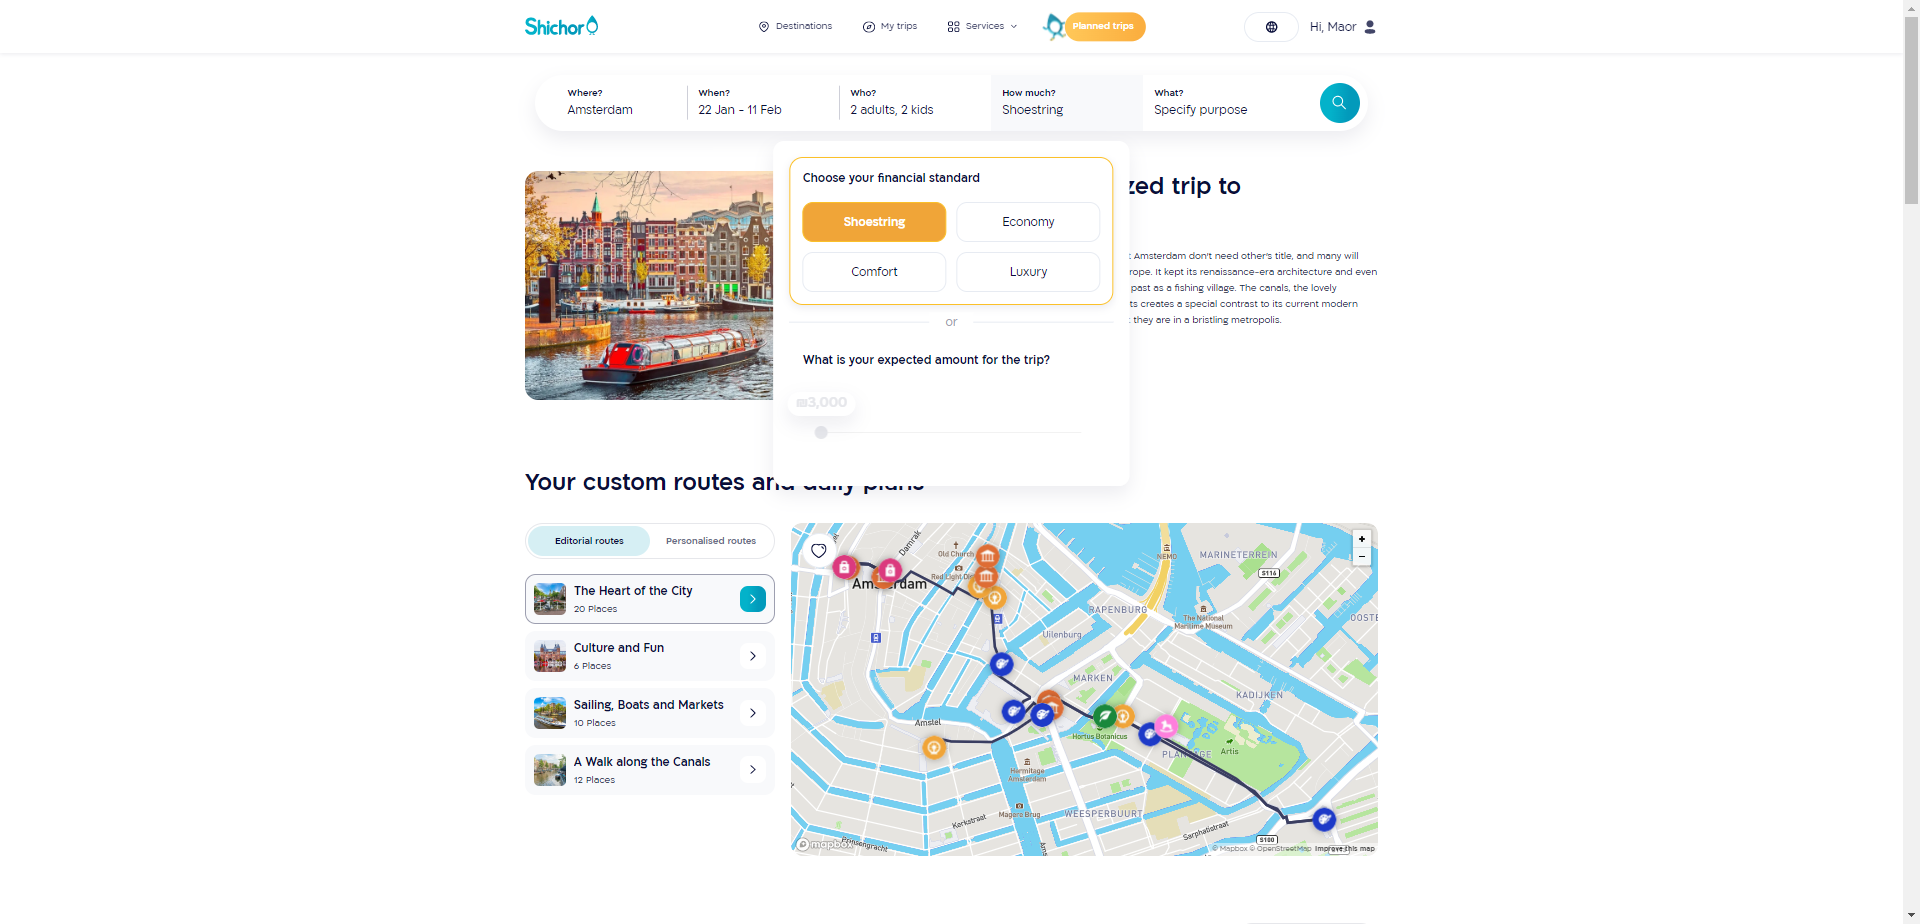 Shichor
Destinations
My trips
Services
Planned trips
Hi, Maor
Where?
Amsterdam
When?
22 Jan - 11 Feb
Who?
2 adults, 2 kids
How much?
Shoestring
What?
Specify purpose
Choose your financial standard
Shoestring
Economy
Comfort
Luxury
or
What is your expected amount for the trip?
₪3,000
zed trip to
Amsterdam don't need other's title, and many will
rope. It kept its renaissance-era architecture and even
past as a fishing village. The canals, the lovely
ts creates a special contrast to its current modern
they are in a bristling metropolis.
Your custom routes and daily plans
Editorial routes
Personalised routes
The Heart of the City
20 Places
Culture and Fun
6 Places
Sailing, Boats and Markets
10 Places
A Walk along the Canals
12 Places
Damrak
Old Church
Red Light Di
Amsterdam
NEMO
MARINETERREIN
S116
+
−
RAPENBURG
The National
Maritime Museum
OOSTE
Uilenburg
MARKEN
KADIJKEN
Amstel
Hortus Botanicus
PLANTAGE
Artis
Hermitage
Amsterdam
Magere Brug
WEESPERBUURT
Kerkstraat
Prinsengracht
Ams
Sarphatistraat
S100
mapbox
© Mapbox © OpenStreetMap Improve this map